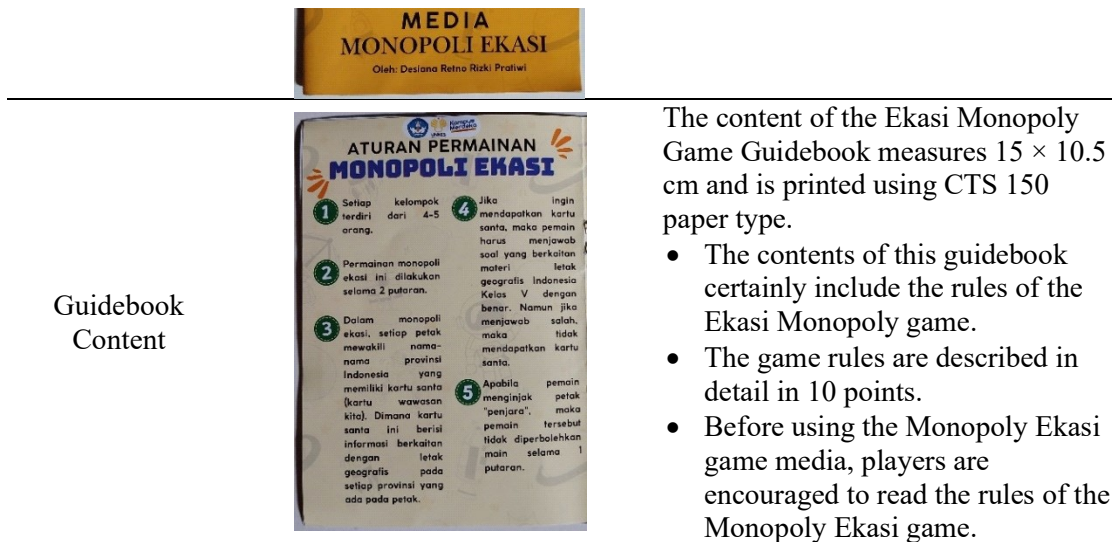 MEDIA
MONOPOLI EKASI
Oleh: Desiana Retno Rizki Pratiwi
Guidebook
Content
Kampus
Merdeka
ATURAN PERMAINAN
MONOPOLI EKASI
1
Setiap kelompok
terdiri dari 4-5
orang.
2
Permainan monopoli
ekasi ini dilakukan
selama 2 putaran.
3
Dalam monopoli
ekasi, setiap petak
mewakili nama-
nama provinsi
Indonesia yang
memiliki kartu santa
(kartu wawasan
kita). Dimana kartu
santa ini berisi
informasi berkaitan
dengan letak
geografis pada
setiap provinsi yang
ada pada petak.
4
Jika ingin
mendapatkan kartu
santa, maka pemain
harus menjawab
soal yang berkaitan
materi letak
geografis Indonesia
Kelas V dengan
benar. Namun jika
menjawab salah,
maka tidak
mendapatkan kartu
santa.
5
Apabila pemain
menginjak petak
"penjara", maka
pemain tersebut
tidak diperbolehkan
main selama 1
putaran.
The content of the Ekasi Monopoly
Game Guidebook measures 15 × 10.5
cm and is printed using CTS 150
paper type.
• The contents of this guidebook
certainly include the rules of the
Ekasi Monopoly game.
• The game rules are described in
detail in 10 points.
• Before using the Monopoly Ekasi
game media, players are
encouraged to read the rules of the
Monopoly Ekasi game.